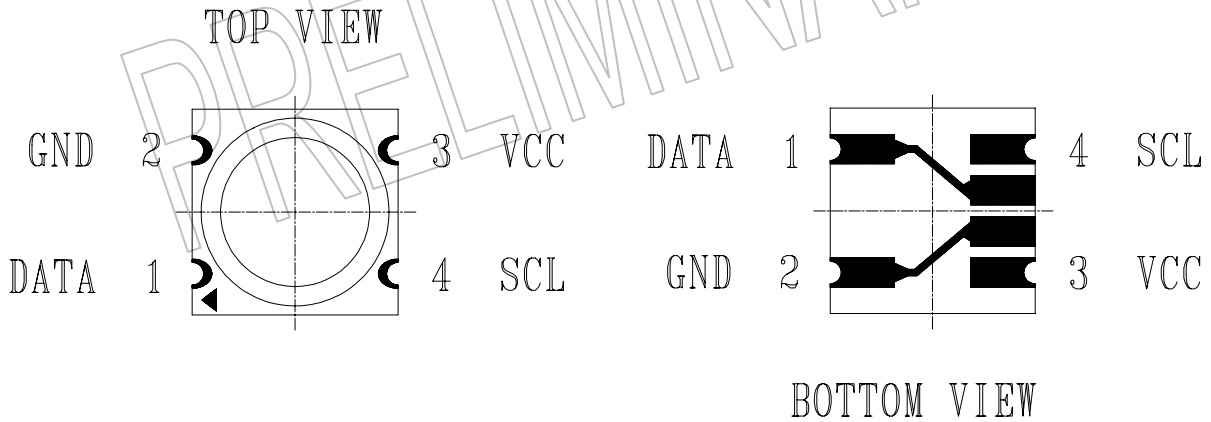 TOP VIEW
PRELIMINA
GND 2 3 VCC
DATA 1 4 SCL
DATA 1 4 SCL
GND 2 3 VCC
BOTTOM VIEW